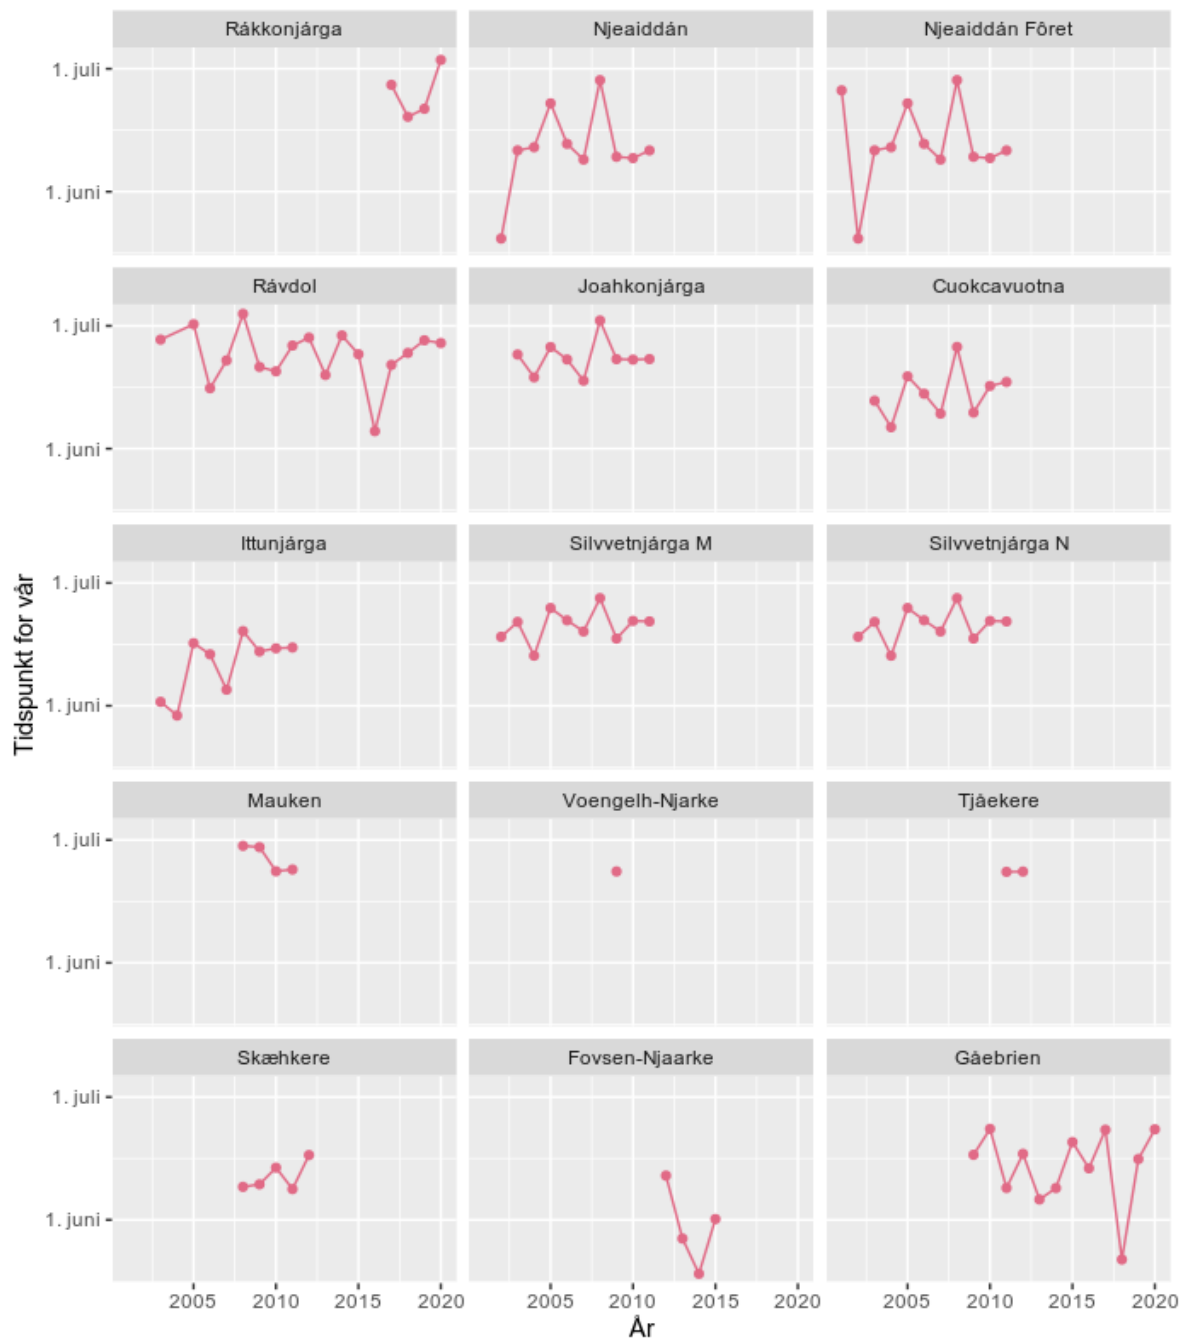 Rákkonjárga
Njeaiddán
Njeaiddán Fôret
1. juli
1. juni
Rávdol
Joahkonjárga
Cuokcavuotna
1. juli
1. juni
Ittunjárga
Silvvetnjárga M
Silvvetnjárga N
1. juli
1. juni
Tidspunkt for vår
Mauken
Voengelh-Njarke
Tjåekere
1. juli
1. juni
Skæhkere
Fovsen-Njaarke
Gåebrien
1. juli
1. juni
2005 2010 2015 2020 2005 2010 2015 2020 2005 2010 2015 2020
År